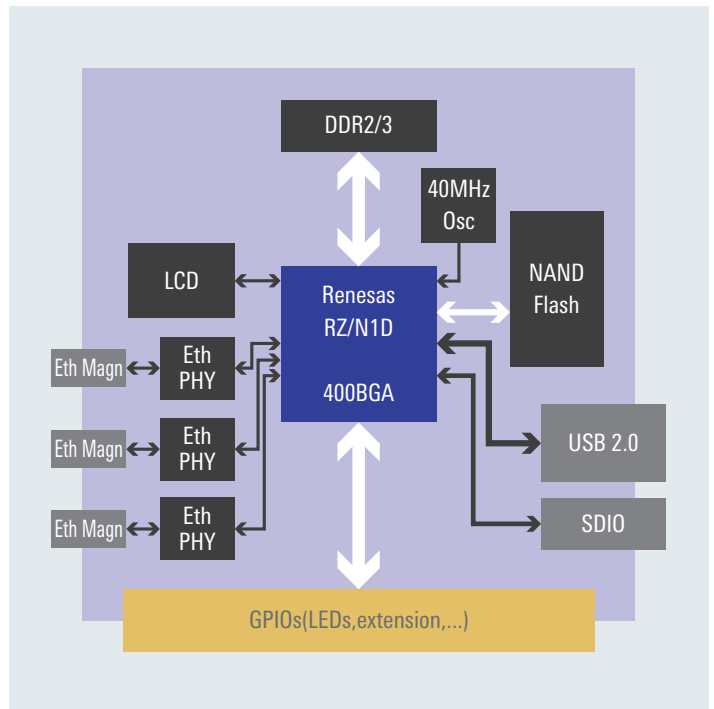 DDR2/3
40MHz
Osc
LCD
Renesas
RZ/N1D
400BGA
NAND
Flash
Eth Magn
Eth
PHY
Eth Magn
Eth
PHY
USB 2.0
Eth Magn
Eth
PHY
SDIO
GPIOs(LEDs,extension,...)